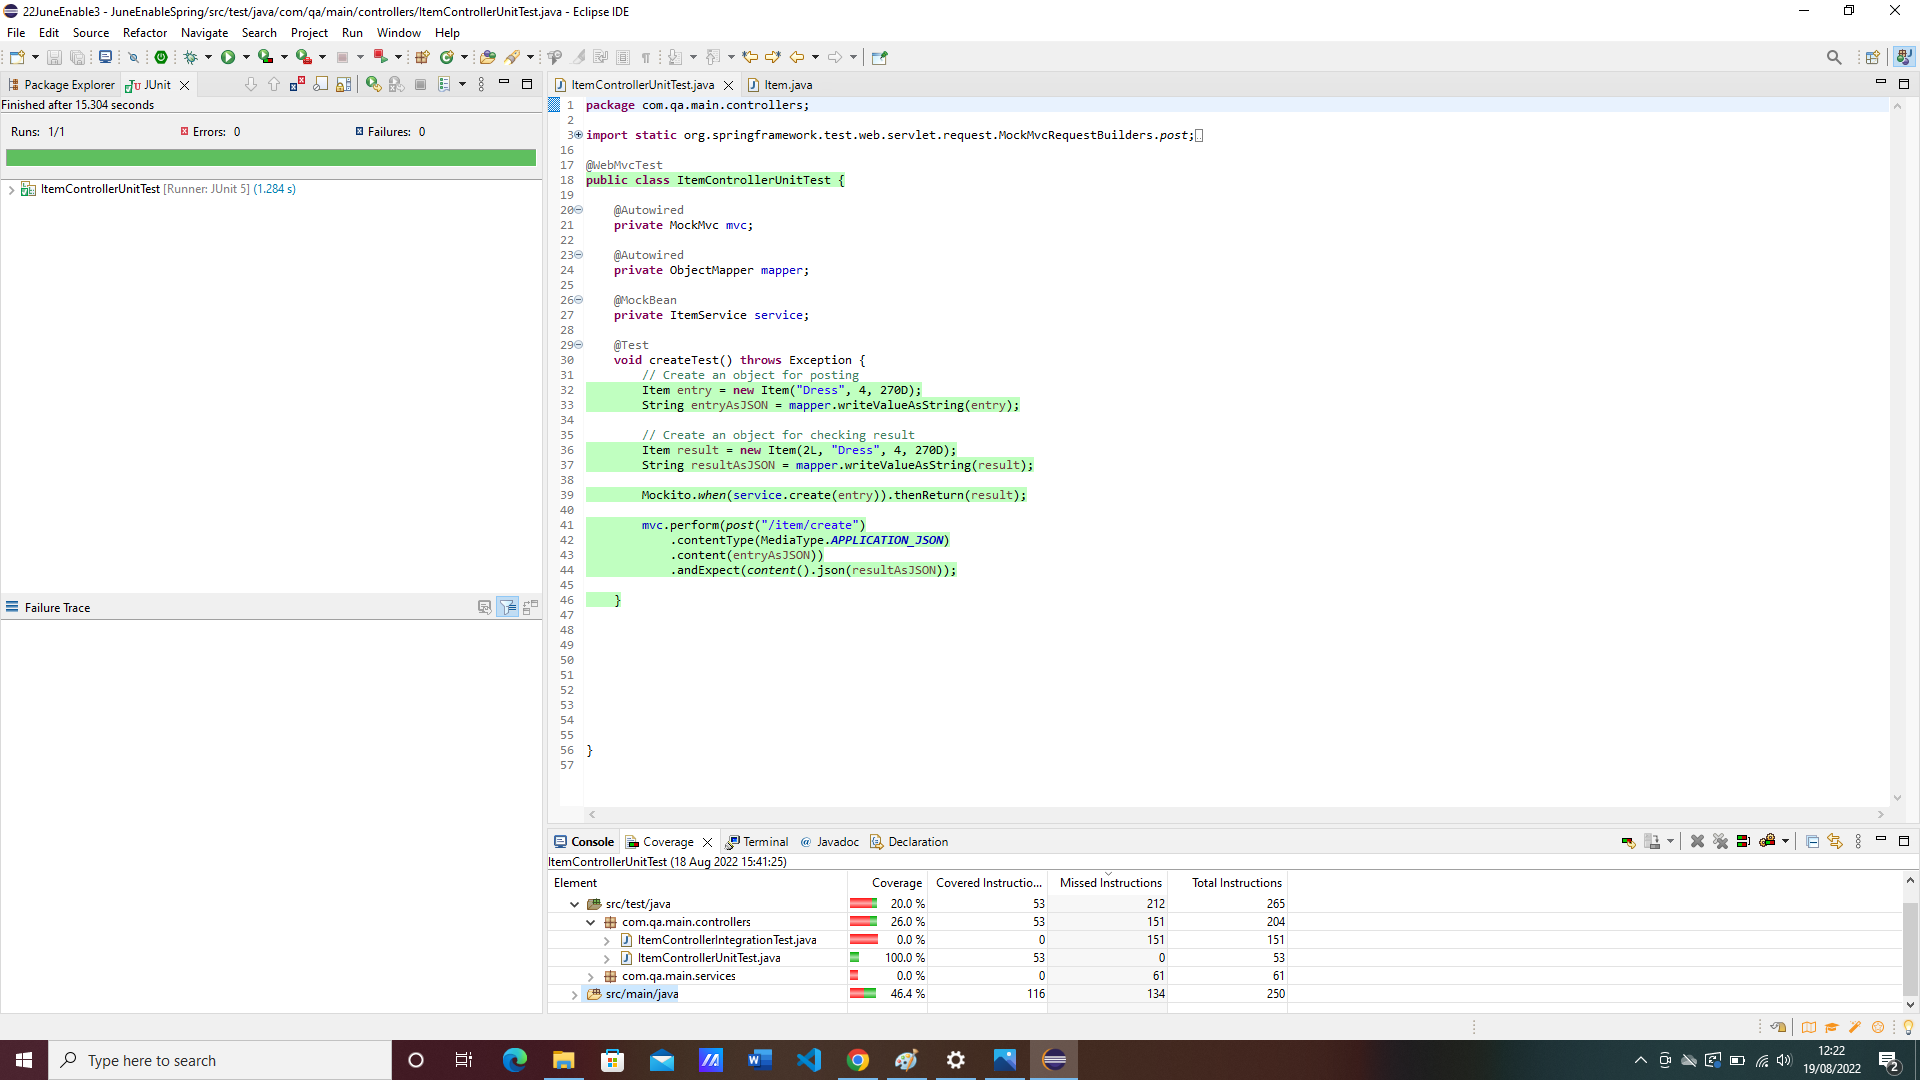 22JuneEnable3 - JuneEnableSpring/src/test/java/com/qa/main/controllers/ItemControllerUnitTest.java - Eclipse IDE
File Edit Source Refactor Navigate Search Project Run Window Help
Package Explorer JUnit
Finished after 15.304 seconds
Runs: 1/1 Errors: 0 Failures: 0
ItemControllerUnitTest [Runner: JUnit 5] (1.284 s)
Failure Trace
ItemControllerUnitTest.java Item.java
1 package com.qa.main.controllers;
2
3 import static org.springframework.test.web.servlet.request.MockMvcRequestBuilders.post;
16
17 @WebMvcTest
18 public class ItemControllerUnitTest {
19
20 @Autowired
21 private MockMvc mvc;
22
23 @Autowired
24 private ObjectMapper mapper;
25
26 @MockBean
27 private ItemService service;
28
29 @Test
30 void createTest() throws Exception {
31 // Create an object for posting
32 Item entry = new Item("Dress", 4, 270D);
33 String entryAsJSON = mapper.writeValueAsString(entry);
34
35 // Create an object for checking result
36 Item result = new Item(2L, "Dress", 4, 270D);
37 String resultAsJSON = mapper.writeValueAsString(result);
38
39 Mockito.when(service.create(entry)).thenReturn(result);
40
41 mvc.perform(post("/item/create")
42 .contentType(MediaType.APPLICATION_JSON)
43 .content(entryAsJSON))
44 .andExpect(content().json(resultAsJSON));
45
46 }
47
48
49
50
51
52
53
54
55
56 }
57
Console Coverage Terminal @ Javadoc Declaration
ItemControllerUnitTest (18 Aug 2022 15:41:25)
Element Coverage Covered Instructio... Missed Instructions Total Instructions
src/test/java 20.0 % 53 212 265
com.qa.main.controllers 26.0 % 53 151 204
ItemControllerIntegrationTest.java 0.0 % 0 151 151
ItemControllerUnitTest.java 100.0 % 53 0 53
com.qa.main.services 0.0 % 0 61 61
src/main/java 46.4 % 116 134 250
Type here to search
12:22
19/08/2022
2